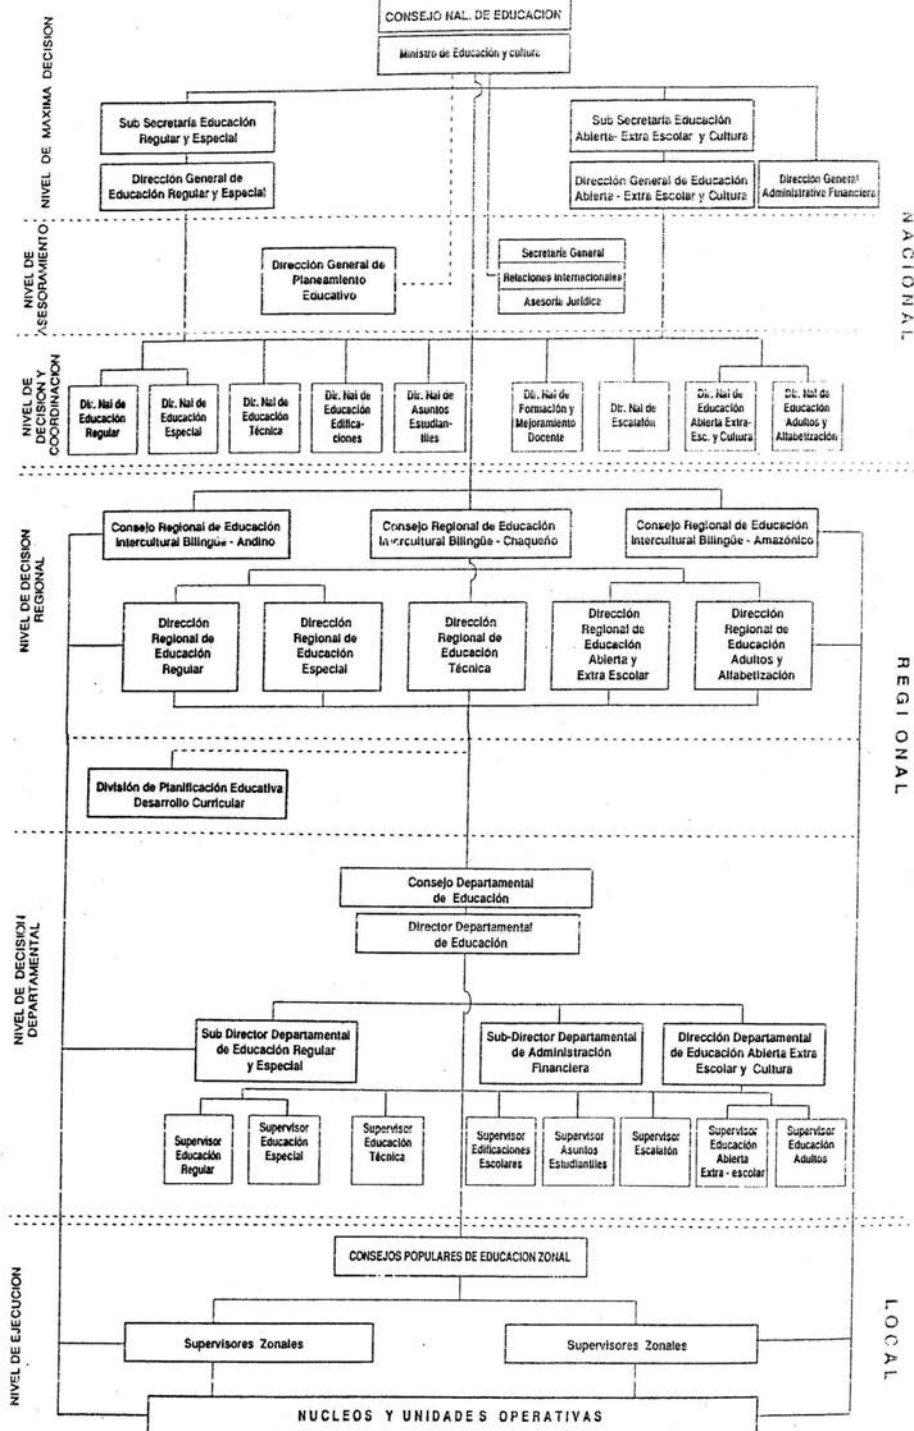 CONSEJO NAL. DE EDUCACION
Ministro de Educación y cultura
NIVEL DE MAXIMA DECISION
Sub Secretaría Educación
Regular y Especial
Sub Secretaría Educación
Abierta- Extra Escolar y Cultura
Dirección General de
Educación Regular y Especial
Dirección General de Educación
Abierta - Extra Escolar y Cultura
Dirección General
Administrative Financiera
NACIONAL
NIVEL DE
ASESORAMIENTO
Dirección General de
Planeamiento
Educativo
Secretaría General
Relaciones Internacionales
Asesoría Jurídica
NIVEL DE
DECISION Y
COORDINACION
Dir. Nal de
Educación
Regular
Dir. Nal de
Educación
Especial
Dir. Nal de
Educación
Técnica
Dir. Nal de
Educación
Edifica-
ciones
Dir. Nal de
Asuntos
Estudian-
tiles
Dir. Nal de
Formación y
Mejoramiento
Docente
Dir. Nal de
Escalafón
Dir. Nal de
Educación
Abierta Extra-
Esc. y Cultura
Dir. Nal de
Educación
Adultos y
Alfabetización
NIVEL DE DECISION
REGIONAL
Consejo Regional de Educación
Intercultural Bilingüe - Andino
Consejo Regional de Educación
Intercultural Bilingüe - Chaqueño
Consejo Regional de Educación
Intercultural Bilingüe - Amazónico
Dirección
Regional de
Educación
Regular
Dirección
Regional de
Educación
Especial
Dirección
Regional de
Educación
Técnica
Dirección
Regional de
Educación
Abierta y
Extra Escolar
Dirección
Regional de
Educación
Adultos y
Alfabetización
REGIONAL
División de Planificación Educativa
Desarrollo Curricular
NIVEL DE DECISION
DEPARTAMENTAL
Consejo Departamental
de Educación
Director Departamental
de Educación
Sub Director Departamental
de Educación Regular
y Especial
Sub-Director Departamental
de Administración
Financiera
Dirección Departamental
de Educación Abierta Extra
Escolar y Cultura
Supervisor
Educación
Regular
Supervisor
Educación
Especial
Supervisor
Educación
Técnica
Supervisor
Edificaciones
Escolares
Supervisor
Asuntos
Estudiantiles
Supervisor
Escalafón
Supervisor
Educación
Abierta
Extra - escolar
Supervisor
Educación
Adultos
NIVEL DE EJECUCION
CONSEJOS POPULARES DE EDUCACION ZONAL
Supervisores Zonales
Supervisores Zonales
LOCAL
NUCLEOS Y UNIDADES OPERATIVAS